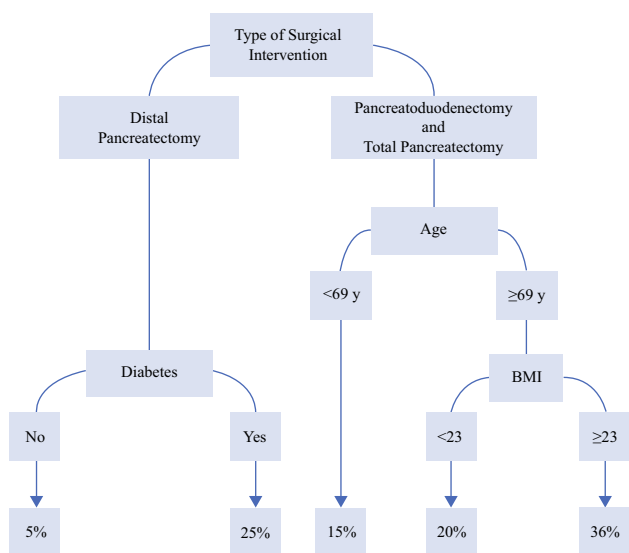 Type of Surgical
Intervention
Distal
Pancreatectomy
Pancreatoduodenectomy
and
Total Pancreatectomy
Age
<69 y
≥69 y
Diabetes
BMI
No
Yes
<23
≥23
5%
25%
15%
20%
36%